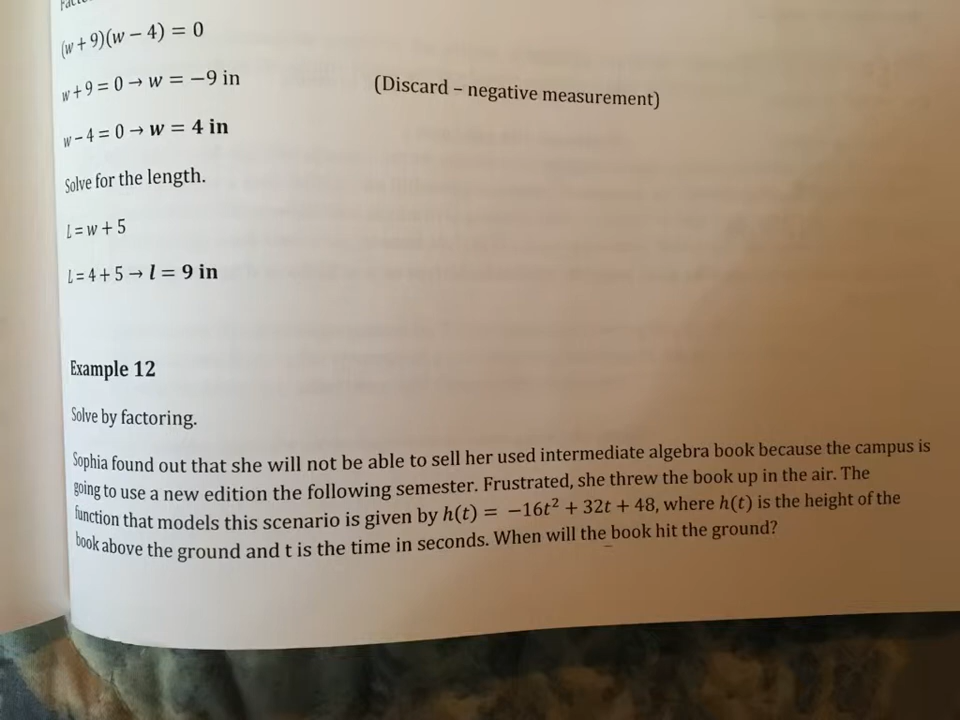 (w + 9)(w − 4) = 0
w + 9 = 0 → w = −9 in (Discard – negative measurement)
w − 4 = 0 → w = 4 in
Solve for the length.
l = w + 5
l = 4 + 5 → l = 9 in
Example 12
Solve by factoring.
Sophia found out that she will not be able to sell her used intermediate algebra book because the campus is
going to use a new edition the following semester. Frustrated, she threw the book up in the air. The
function that models this scenario is given by h(t) = −16t² + 32t + 48, where h(t) is the height of the
book above the ground and t is the time in seconds. When will the book hit the ground?